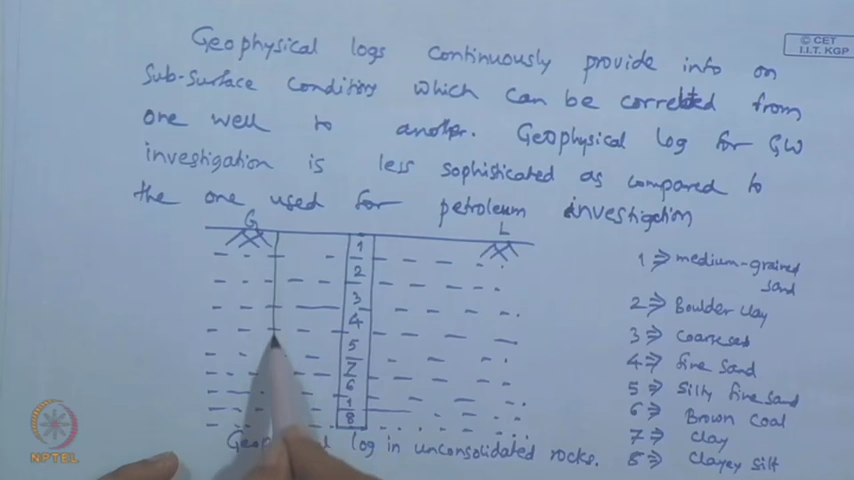 © CET
I.I.T. KGP
Geophysical logs continuously provide info on
Sub-surface condition which can be correlated from
one well to another. Geophysical log for GW
investigation is less sophisticated as compared to
the one used for petroleum investigation
G L
1
2
3
4
5
7
6
1
8
1 ⇒ medium-grained
sand
2 ⇒ Boulder clay
3 ⇒
4 ⇒ fine sand
5 ⇒ Silty fine sand
6 ⇒ Brown coal
7 ⇒ clay
8 ⇒ clayey silt
log in unconsolidated rocks.
NPTEL